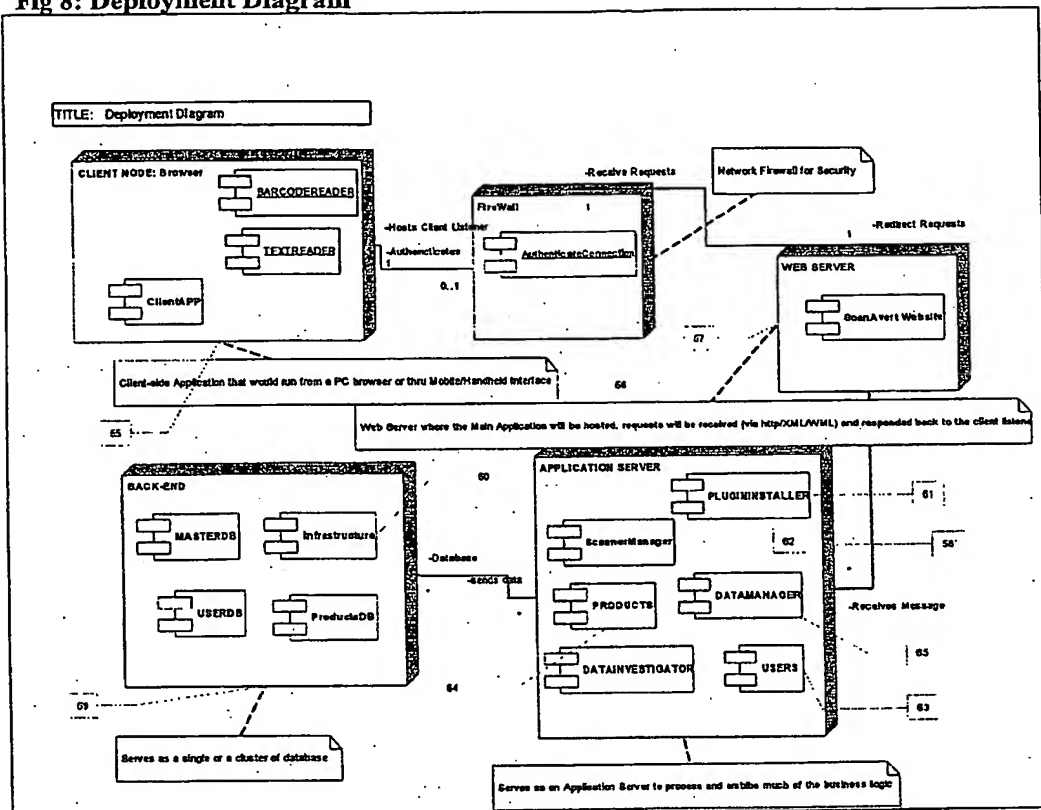 Fig 8: Deployment Diagram
TITLE: Deployment Diagram
CLIENT NODE: Browser
BARCODEREADER
TEXTREADER
ClientAPP
-Hosts Client Listener
-Authenticates
1
0..1
FireWall
1
AuthenticateConnection
-Receive Requests
Network Firewall for Security
-Redirect Requests
1
WEB SERVER
ScanAvert Website
Client-side Application that would run from a PC browser or thru Mobile/Handheld Interface
Web Server where the Main Application will be hosted, requests will be received (via http/XML/WML) and responded back to the client listene
BACK-END
MASTERDB
Infrastructure
USERDB
ProductsDB
60
-Database
-sends data
64
APPLICATION SERVER
PLUGININSTALLER
ScannerManager
62
PRODUCTS
DATAMANAGER
DATAINVESTIGATOR
USERS
61
-Receives Message
65
63
Serves as a single or a cluster of database
Serves as an Application Server to process and
much of the business logic